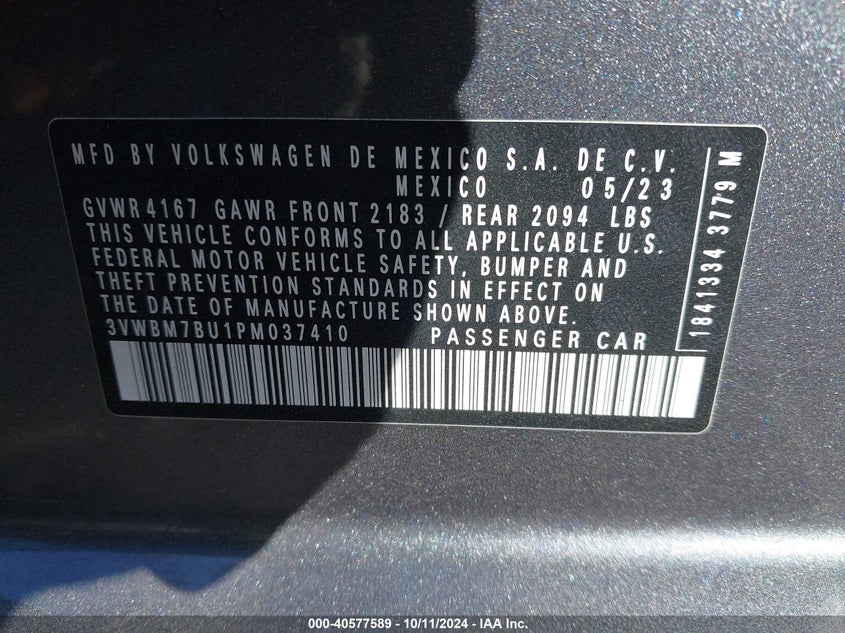 MFD BY VOLKSWAGEN DE MEXICO S.A. DE C.V.
MEXICO 05/23
GVWR 4167 GAWR FRONT 2183 / REAR 2094 LBS
THIS VEHICLE CONFORMS TO ALL APPLICABLE U.S.
FEDERAL MOTOR VEHICLE SAFETY, BUMPER AND
THEFT PREVENTION STANDARDS IN EFFECT ON
THE DATE OF MANUFACTURE SHOWN ABOVE.
3VWBM7BU1PM037410 PASSENGER CAR
1841334 3779 M
000-40577589 - 10/11/2024 - IAA Inc.